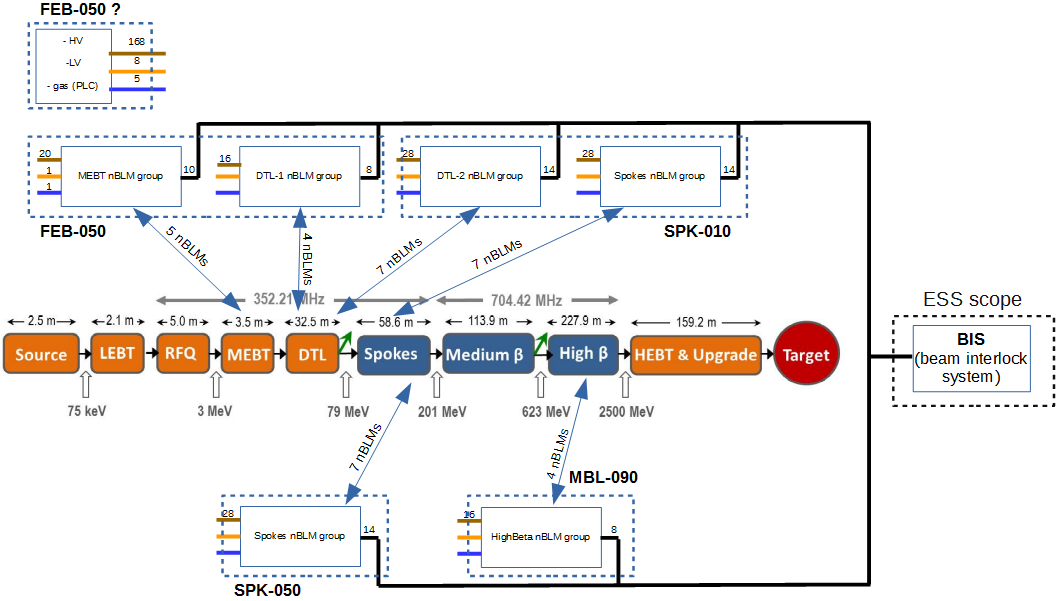 FEB-050 ?
- HV
168
-LV
8
- gas (PLC)
5
20
1
1
MEBT nBLM group
10
16
DTL-1 nBLM group
8
28
DTL-2 nBLM group
14
28
Spokes nBLM group
14
FEB-050
SPK-010
5 nBLMs
4 nBLMs
7 nBLMs
7 nBLMs
352.21 MHz
704.42 MHz
2.5 m
2.1 m
5.0 m
3.5 m
32.5 m
58.6 m
113.9 m
227.9 m
159.2 m
Source
LEBT
RFQ
MEBT
DTL
Spokes
Medium β
High β
HEBT & Upgrade
Target
75 keV
3 MeV
79 MeV
201 MeV
623 MeV
2500 MeV
ESS scope
BIS
(beam interlock
system)
7 nBLMs
4 nBLMs
MBL-090
28
Spokes nBLM group
14
16
HighBeta nBLM group
8
SPK-050